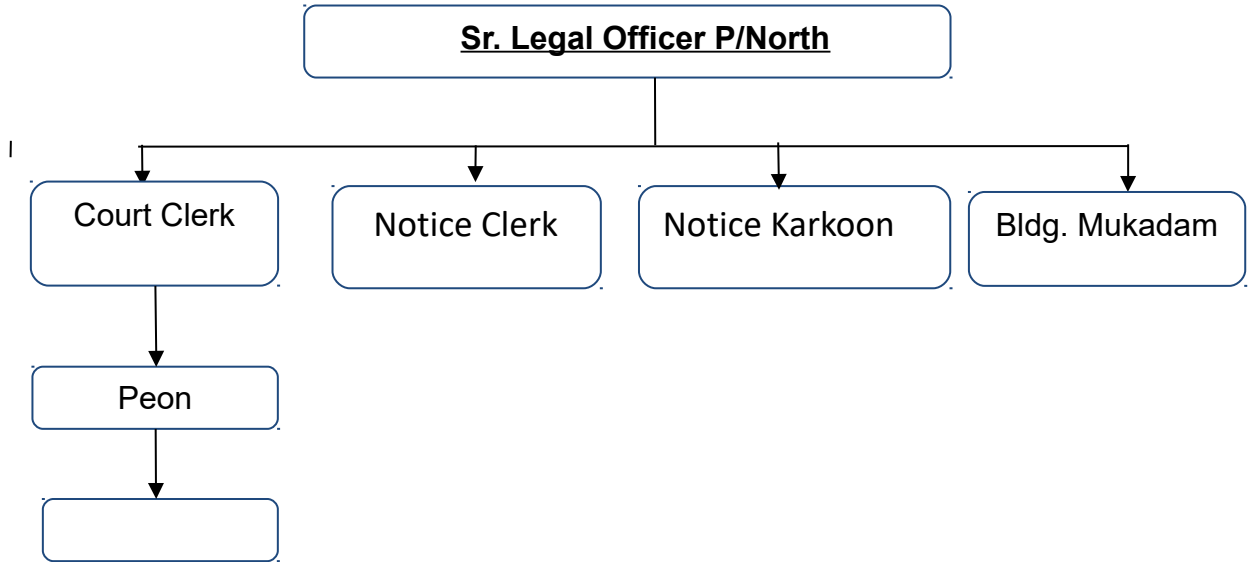 Sr. Legal Officer P/North
Court Clerk
Notice Clerk
Notice Karkoon
Bldg. Mukadam
Peon